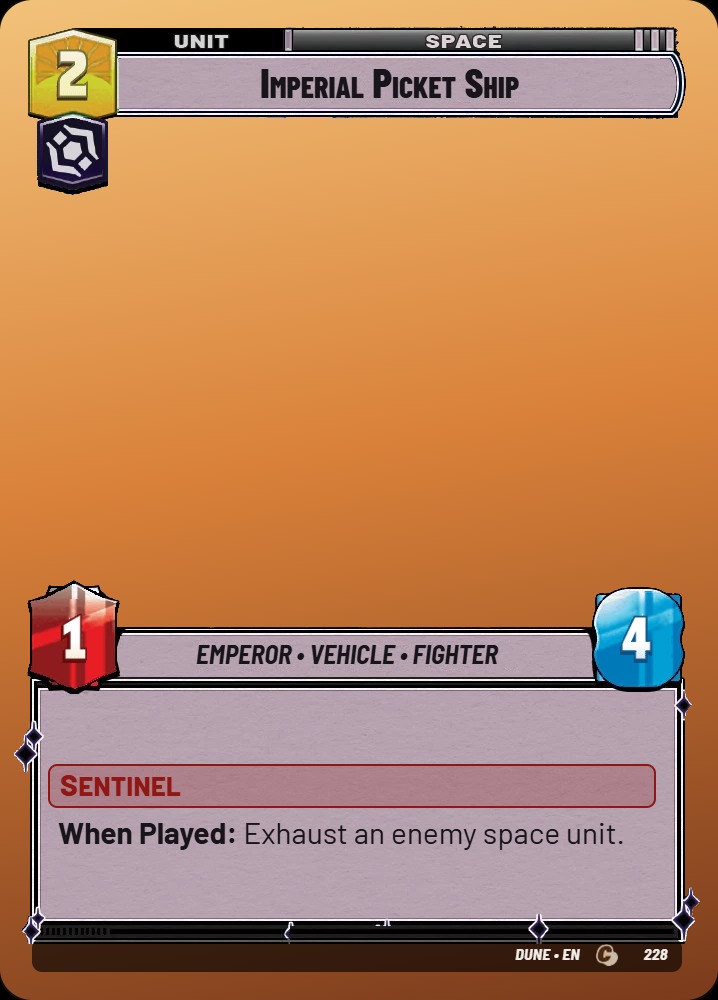 UNIT SPACE
2 Imperial Picket Ship
1 EMPEROR • VEHICLE • FIGHTER 4
SENTINEL
When Played: Exhaust an enemy space unit.
DUNE • EN C 228